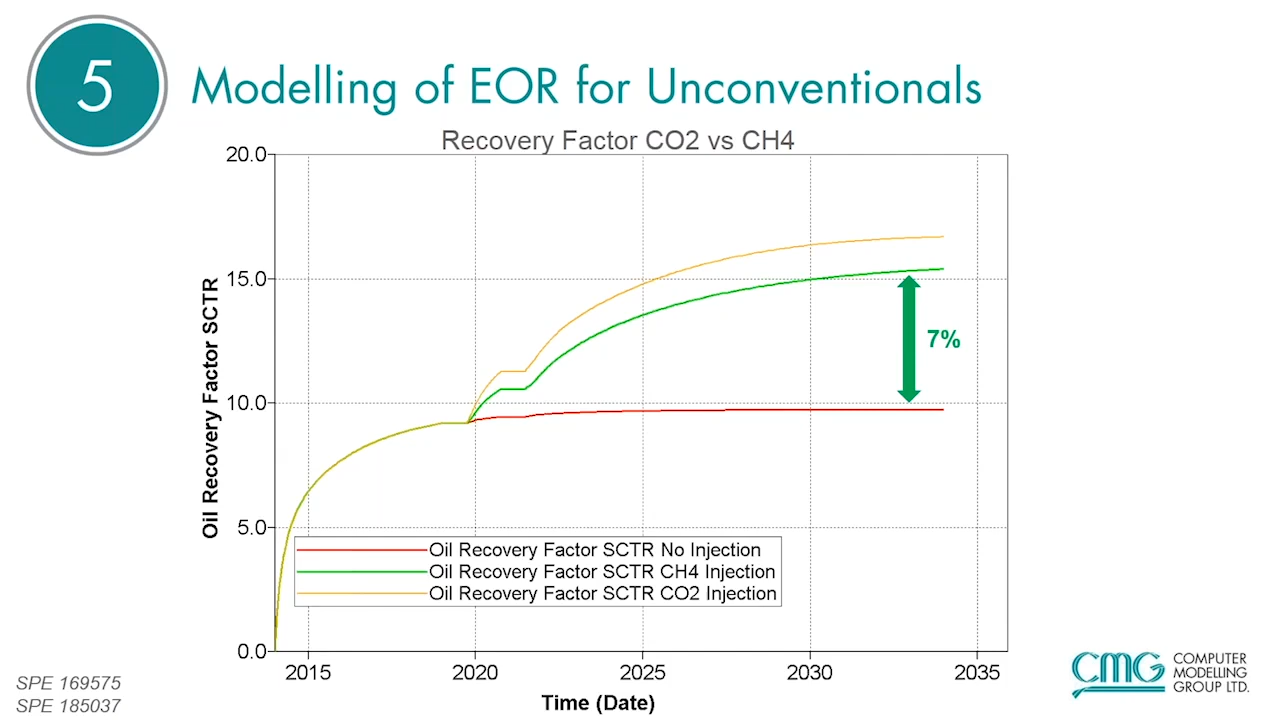 5
Modelling of EOR for Unconventionals
Recovery Factor CO2 vs CH4
20.0
15.0
10.0
5.0
0.0
Oil Recovery Factor SCTR
7%
Oil Recovery Factor SCTR No Injection
Oil Recovery Factor SCTR CH4 Injection
Oil Recovery Factor SCTR CO2 Injection
2015 2020 2025 2030 2035
Time (Date)
SPE 169575
SPE 185037
CMG
COMPUTER
MODELLING
GROUP LTD.